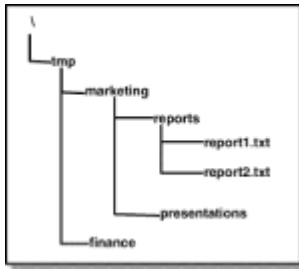 \
tmp
marketing
reports
report1.txt
report2.txt
presentations
finance